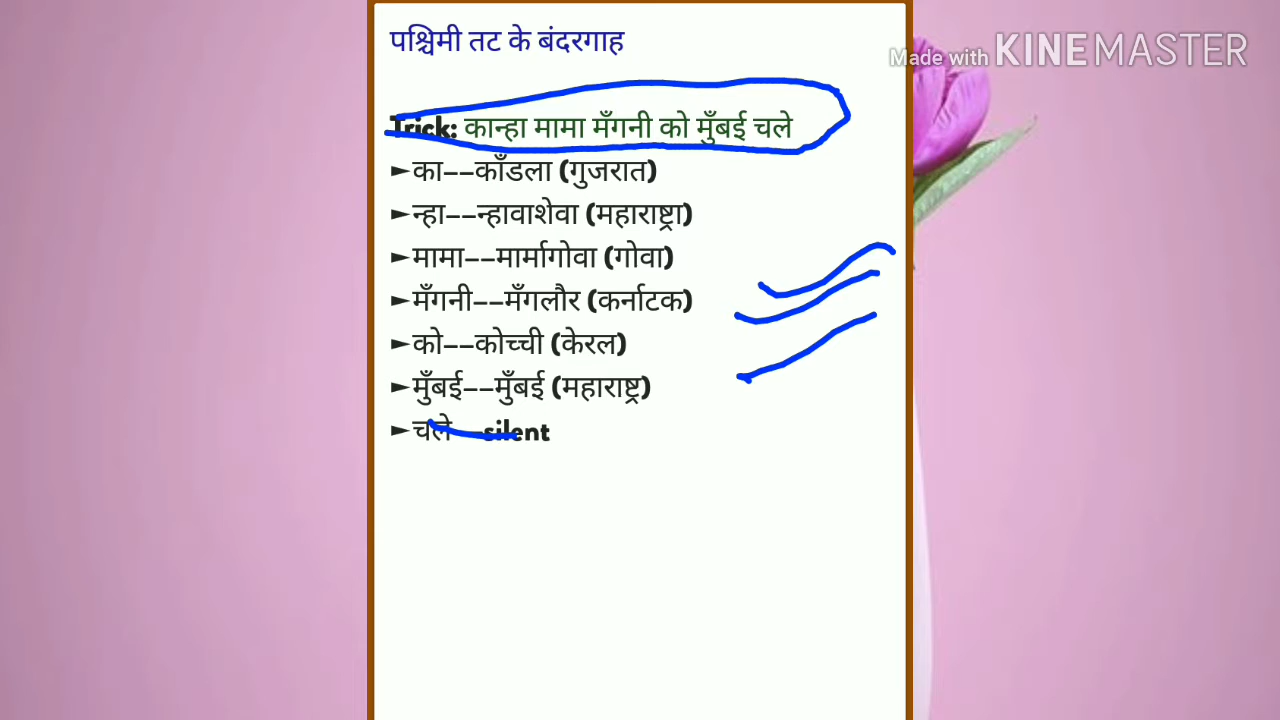 पश्चिमी तट के बंदरगाह
Made with KINEMASTER
Trick: कान्हा मामा मँगनी को मुँबई चले
►का––काँडला (गुजरात)
►न्हा––न्हावाशेवा (महाराष्ट्रा)
►मामा––मार्मागोवा (गोवा)
►मँगनी––मँगलौर (कर्नाटक)
►को––कोच्ची (केरल)
►मुँबई––मुँबई (महाराष्ट्र)
►चले––silent